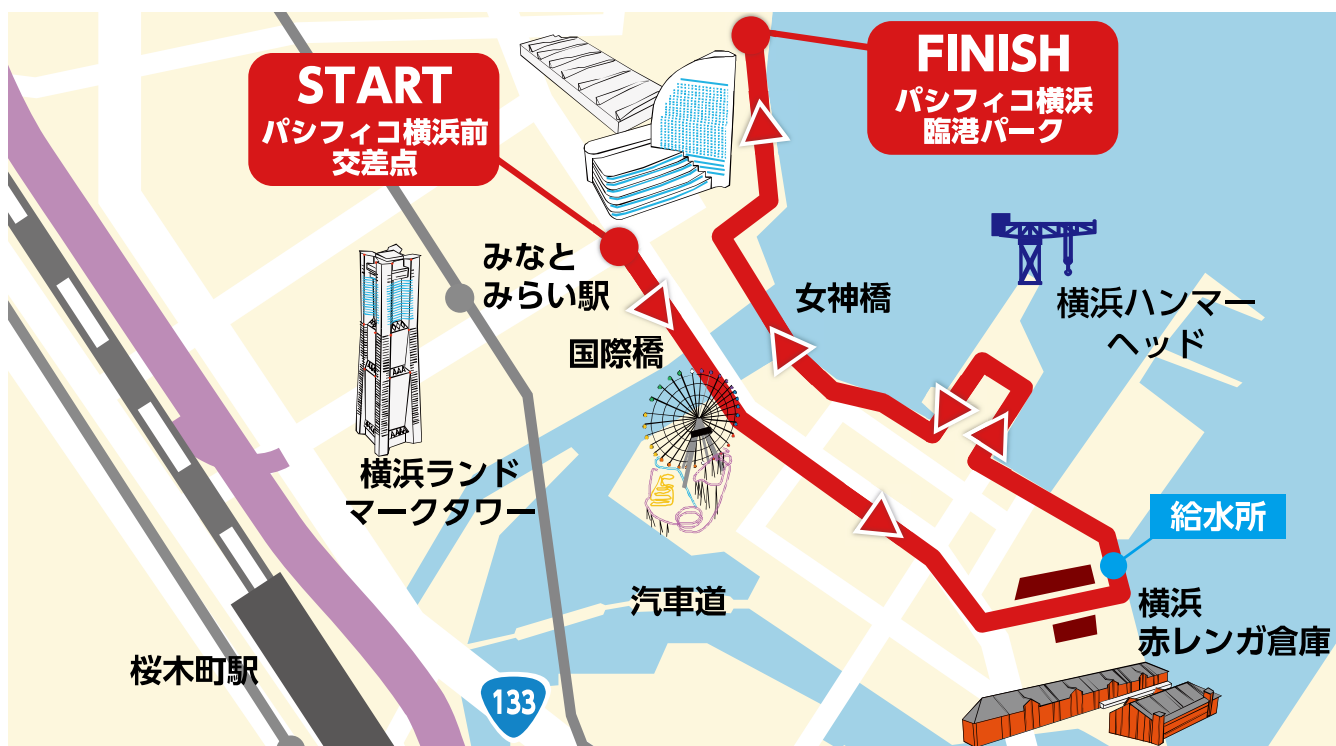 START
パシフィコ横浜前
交差点
FINISH
パシフィコ横浜
臨港パーク
みなと
みらい駅
女神橋
横浜ハンマー
ヘッド
国際橋
横浜ランド
マークタワー
給水所
汽車道
横浜
赤レンガ倉庫
桜木町駅
133